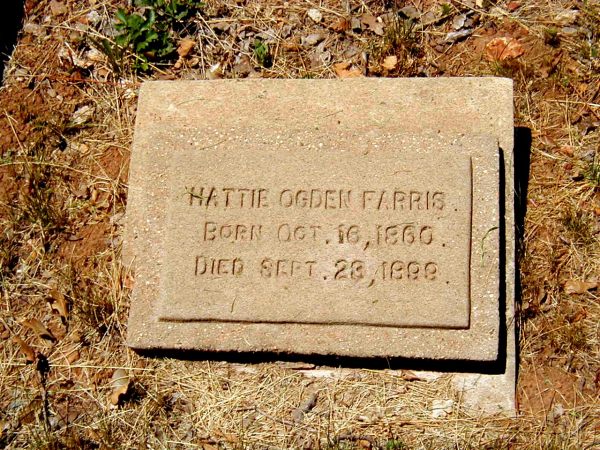 HATTIE OGDEN FARRIS.
BORN OCT. 16, 1860.
DIED SEPT. 28, 1899.